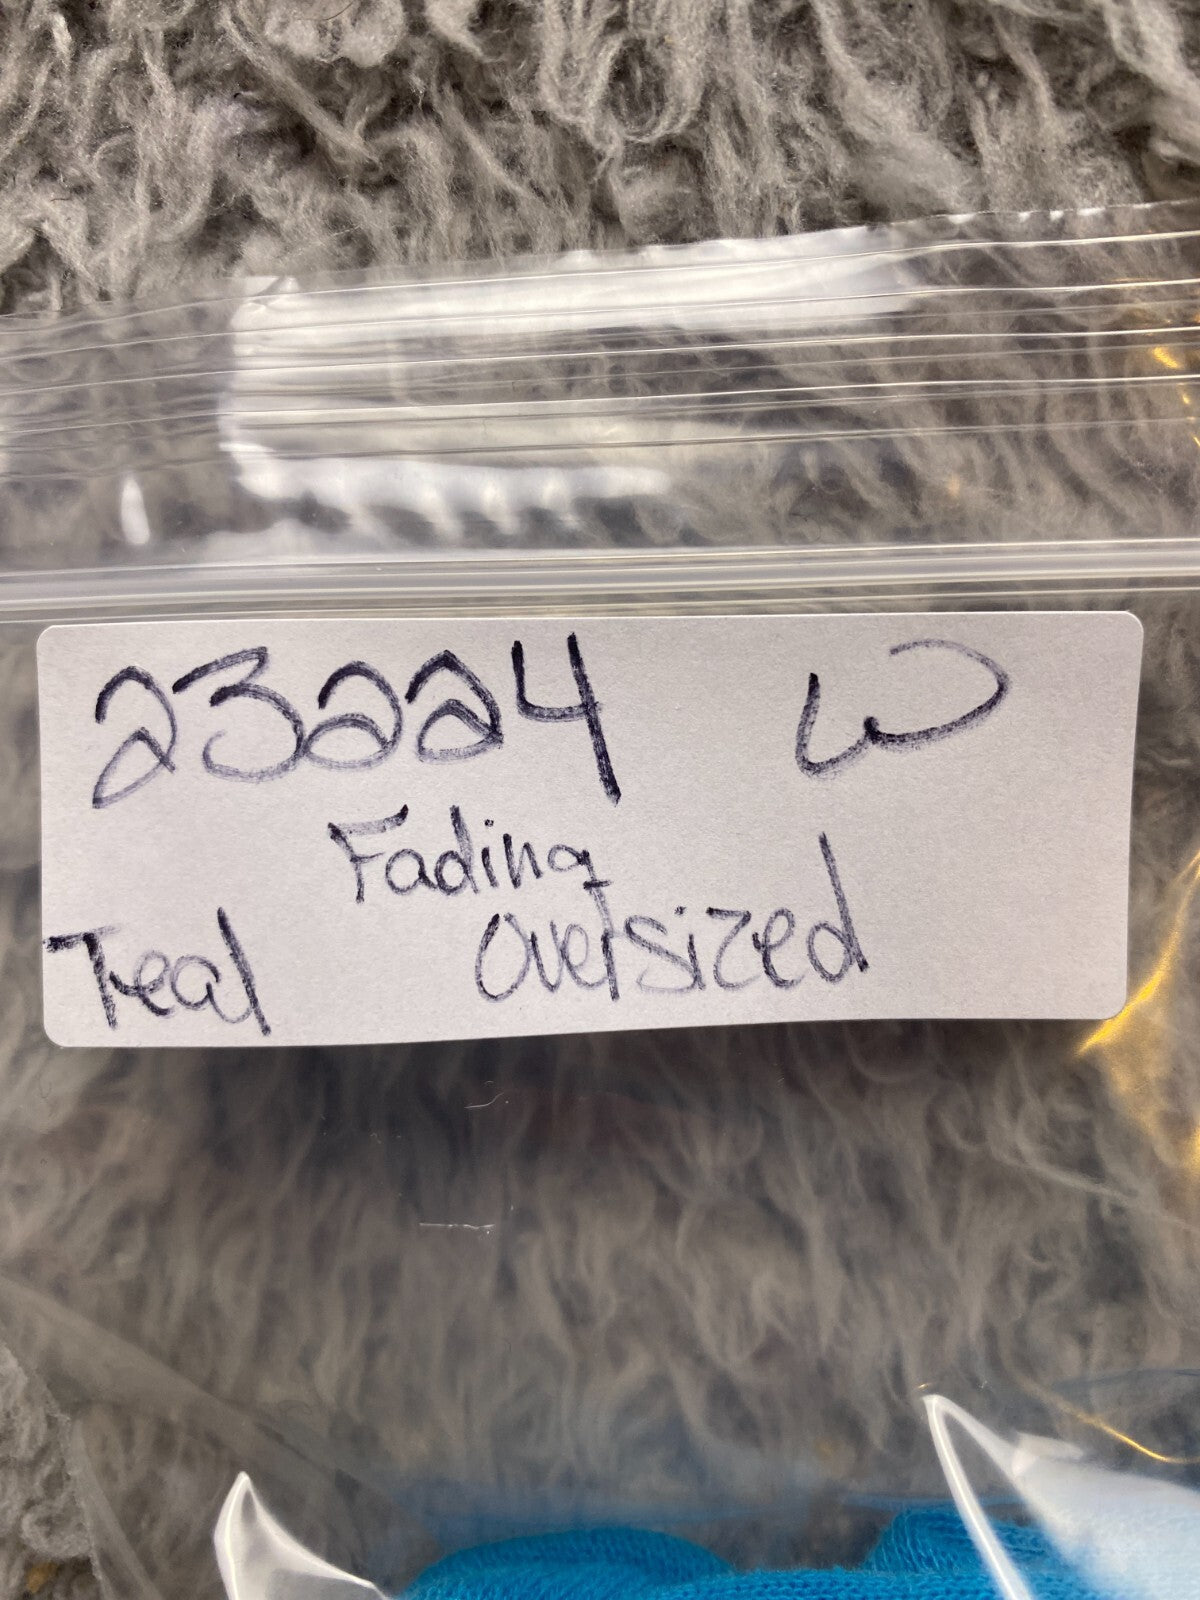 23224 W
Fading
Teal Oversized